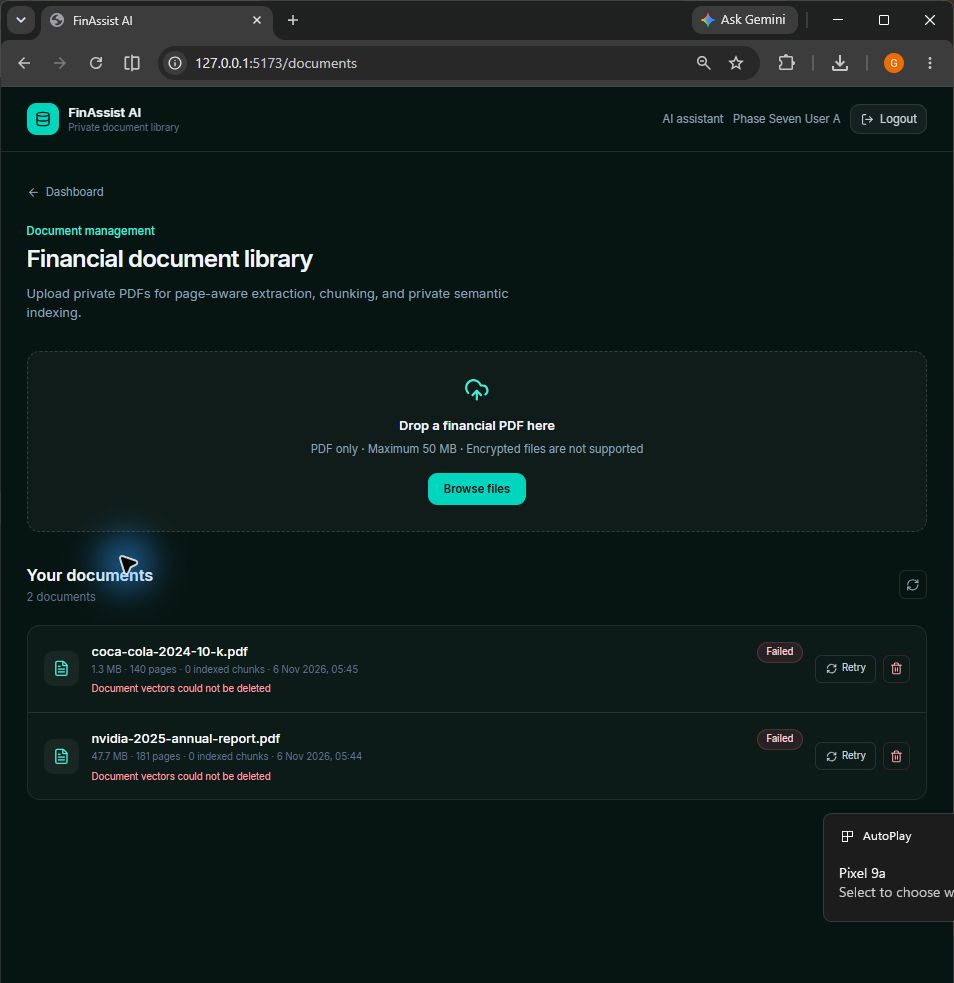 FinAssist AI
Ask Gemini
127.0.0.1:5173/documents
G
FinAssist AI
Private document library
AI assistant
Phase Seven User A
Logout
Dashboard
Document management
Financial document library
Upload private PDFs for page-aware extraction, chunking, and private semantic
indexing.
Drop a financial PDF here
PDF only · Maximum 50 MB · Encrypted files are not supported
Browse files
Your documents
2 documents
coca-cola-2024-10-k.pdf
1.3 MB · 140 pages · 0 indexed chunks · 6 Nov 2026, 05:45
Document vectors could not be deleted
Failed
Retry
nvidia-2025-annual-report.pdf
47.7 MB · 181 pages · 0 indexed chunks · 6 Nov 2026, 05:44
Document vectors could not be deleted
Failed
Retry
AutoPlay
Pixel 9a
Select to choose w